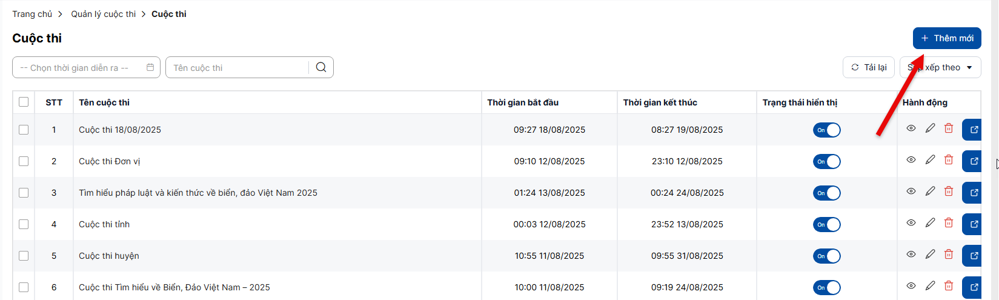 Trang chủ > Quản lý cuộc thi > Cuộc thi
Cuộc thi
+ Thêm mới
-- Chọn thời gian diễn ra --
Tên cuộc thi
Tải lại
Sắp xếp theo
STT Tên cuộc thi Thời gian bắt đầu Thời gian kết thúc Trạng thái hiển thị Hành động
1 Cuộc thi 18/08/2025 09:27 18/08/2025 08:27 19/08/2025 On
2 Cuộc thi Đơn vị 09:10 12/08/2025 23:10 12/08/2025 On
3 Tìm hiểu pháp luật và kiến thức về biển, đảo Việt Nam 2025 01:24 13/08/2025 00:24 24/08/2025 On
4 Cuộc thi tỉnh 00:03 12/08/2025 23:52 13/08/2025 On
5 Cuộc thi huyện 10:55 11/08/2025 09:55 31/08/2025 On
6 Cuộc thi Tìm hiểu về Biển, Đảo Việt Nam – 2025 10:00 11/08/2025 09:19 24/08/2025 On